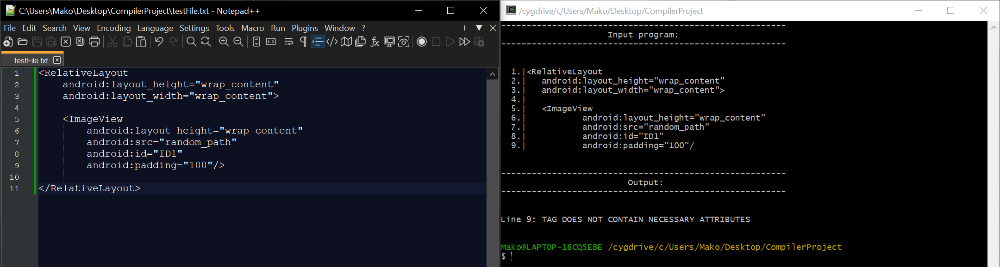 C:\Users\Mako\Desktop\CompilerProject\testFile.txt - Notepad++
File Edit Search View Encoding Language Settings Tools Macro Run Plugins Window ?
testFile.txt
1 <RelativeLayout
2 android:layout_height="wrap_content"
3 android:layout_width="wrap_content">
4
5 <ImageView
6 android:layout_height="wrap_content"
7 android:src="random_path"
8 android:id="ID1"
9 android:padding="100"/>
10
11 </RelativeLayout>
/cygdrive/c/Users/Mako/Desktop/CompilerProject
--------------------------------------------------------
Input program:
--------------------------------------------------------
1.|<RelativeLayout
2.| android:layout_height="wrap_content"
3.| android:layout_width="wrap_content">
4.|
5.| <ImageView
6.| android:layout_height="wrap_content"
7.| android:src="random_path"
8.| android:id="ID1"
9.| android:padding="100"/
--------------------------------------------------------
Output:
--------------------------------------------------------
Line 9: TAG DOES NOT CONTAIN NECESSARY ATTRIBUTES
Mako@LAPTOP-16CQ5E8E /cygdrive/c/Users/Mako/Desktop/CompilerProject
$